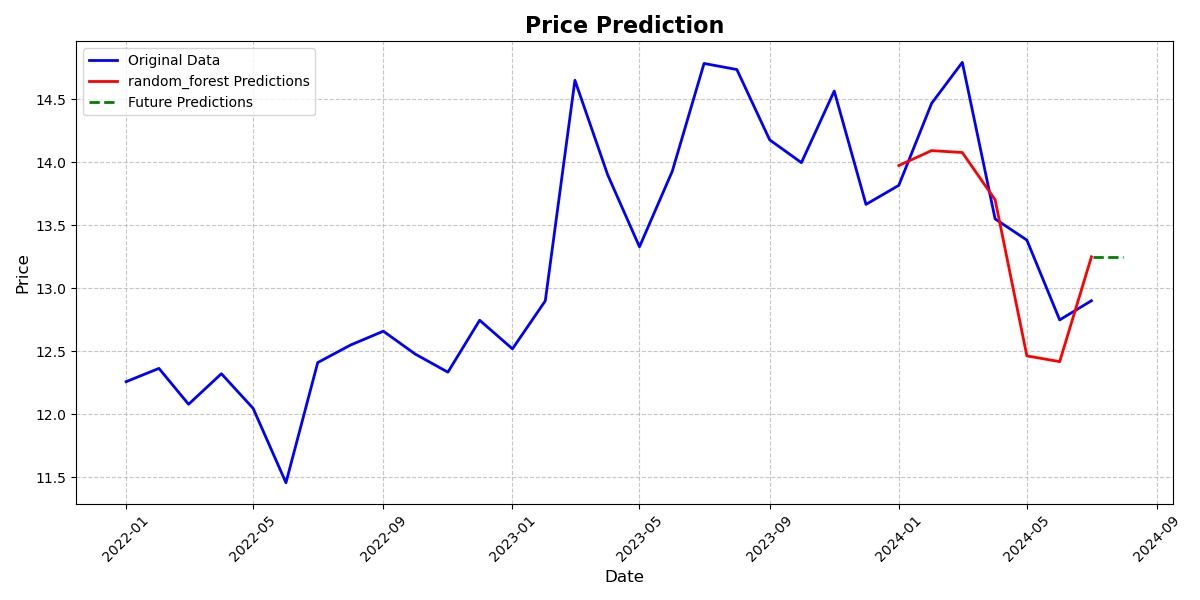 Price Prediction
Original Data
random_forest Predictions
Future Predictions
Price
14.5
14.0
13.5
13.0
12.5
12.0
11.5
2022-01
2022-05
2022-09
2023-01
2023-05
2023-09
2024-01
2024-05
2024-09
Date